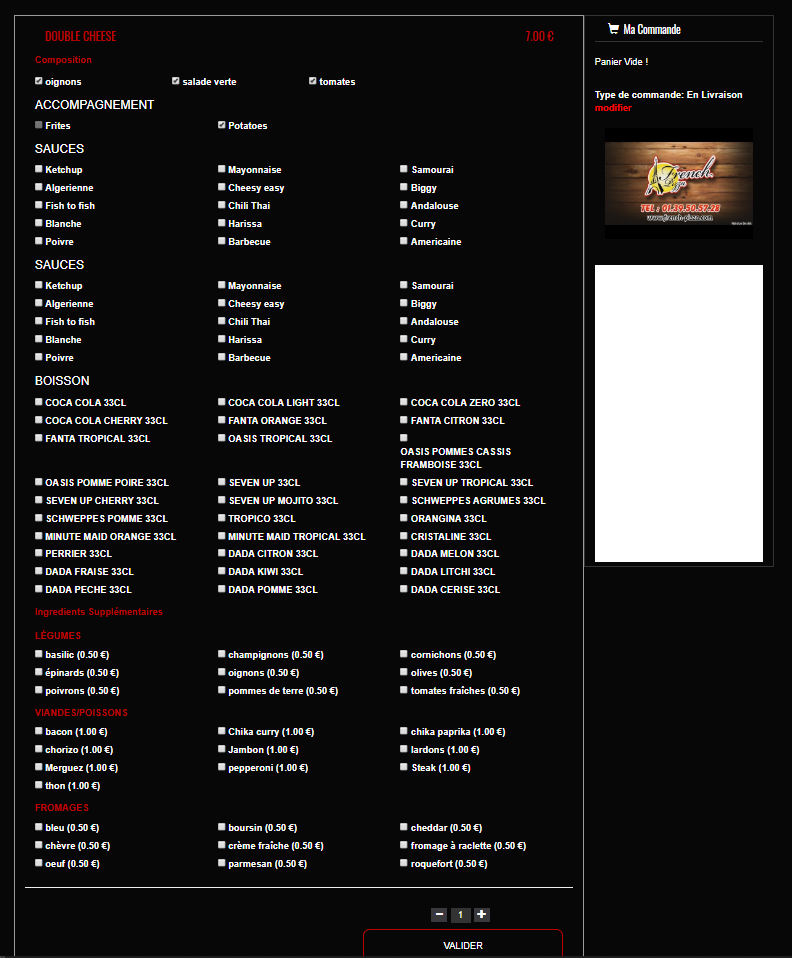 DOUBLE CHEESE 7.00 €
Composition
oignons salade verte tomates
ACCOMPAGNEMENT
Frites Potatoes
SAUCES
Ketchup Mayonnaise Samourai
Algerienne Cheesy easy Biggy
Fish to fish Chili Thai Andalouse
Blanche Harissa Curry
Poivre Barbecue Americaine
SAUCES
Ketchup Mayonnaise Samourai
Algerienne Cheesy easy Biggy
Fish to fish Chili Thai Andalouse
Blanche Harissa Curry
Poivre Barbecue Americaine
BOISSON
COCA COLA 33CL COCA COLA LIGHT 33CL COCA COLA ZERO 33CL
COCA COLA CHERRY 33CL FANTA ORANGE 33CL FANTA CITRON 33CL
FANTA TROPICAL 33CL OASIS TROPICAL 33CL
OASIS POMMES CASSIS
FRAMBOISE 33CL
OASIS POMME POIRE 33CL SEVEN UP 33CL SEVEN UP TROPICAL 33CL
SEVEN UP CHERRY 33CL SEVEN UP MOJITO 33CL SCHWEPPES AGRUMES 33CL
SCHWEPPES POMME 33CL TROPICO 33CL ORANGINA 33CL
MINUTE MAID ORANGE 33CL MINUTE MAID TROPICAL 33CL CRISTALINE 33CL
PERRIER 33CL DADA CITRON 33CL DADA MELON 33CL
DADA FRAISE 33CL DADA KIWI 33CL DADA LITCHI 33CL
DADA PECHE 33CL DADA POMME 33CL DADA CERISE 33CL
Ingredients Supplémentaires
LÉGUMES
basilic (0.50 €) champignons (0.50 €) cornichons (0.50 €)
épinards (0.50 €) oignons (0.50 €) olives (0.50 €)
poivrons (0.50 €) pommes de terre (0.50 €) tomates fraîches (0.50 €)
VIANDES/POISSONS
bacon (1.00 €) Chika curry (1.00 €) chika paprika (1.00 €)
chorizo (1.00 €) Jambon (1.00 €) lardons (1.00 €)
Merguez (1.00 €) pepperoni (1.00 €) Steak (1.00 €)
thon (1.00 €)
FROMAGES
bleu (0.50 €) boursin (0.50 €) cheddar (0.50 €)
chèvre (0.50 €) crème fraîche (0.50 €) fromage à raclette (0.50 €)
oeuf (0.50 €) parmesan (0.50 €) roquefort (0.50 €)
1
VALIDER
Ma Commande
Panier Vide !
Type de commande: En Livraison
modifier
French
TEL : 01.39.50.57.28
www.french-pizza.com